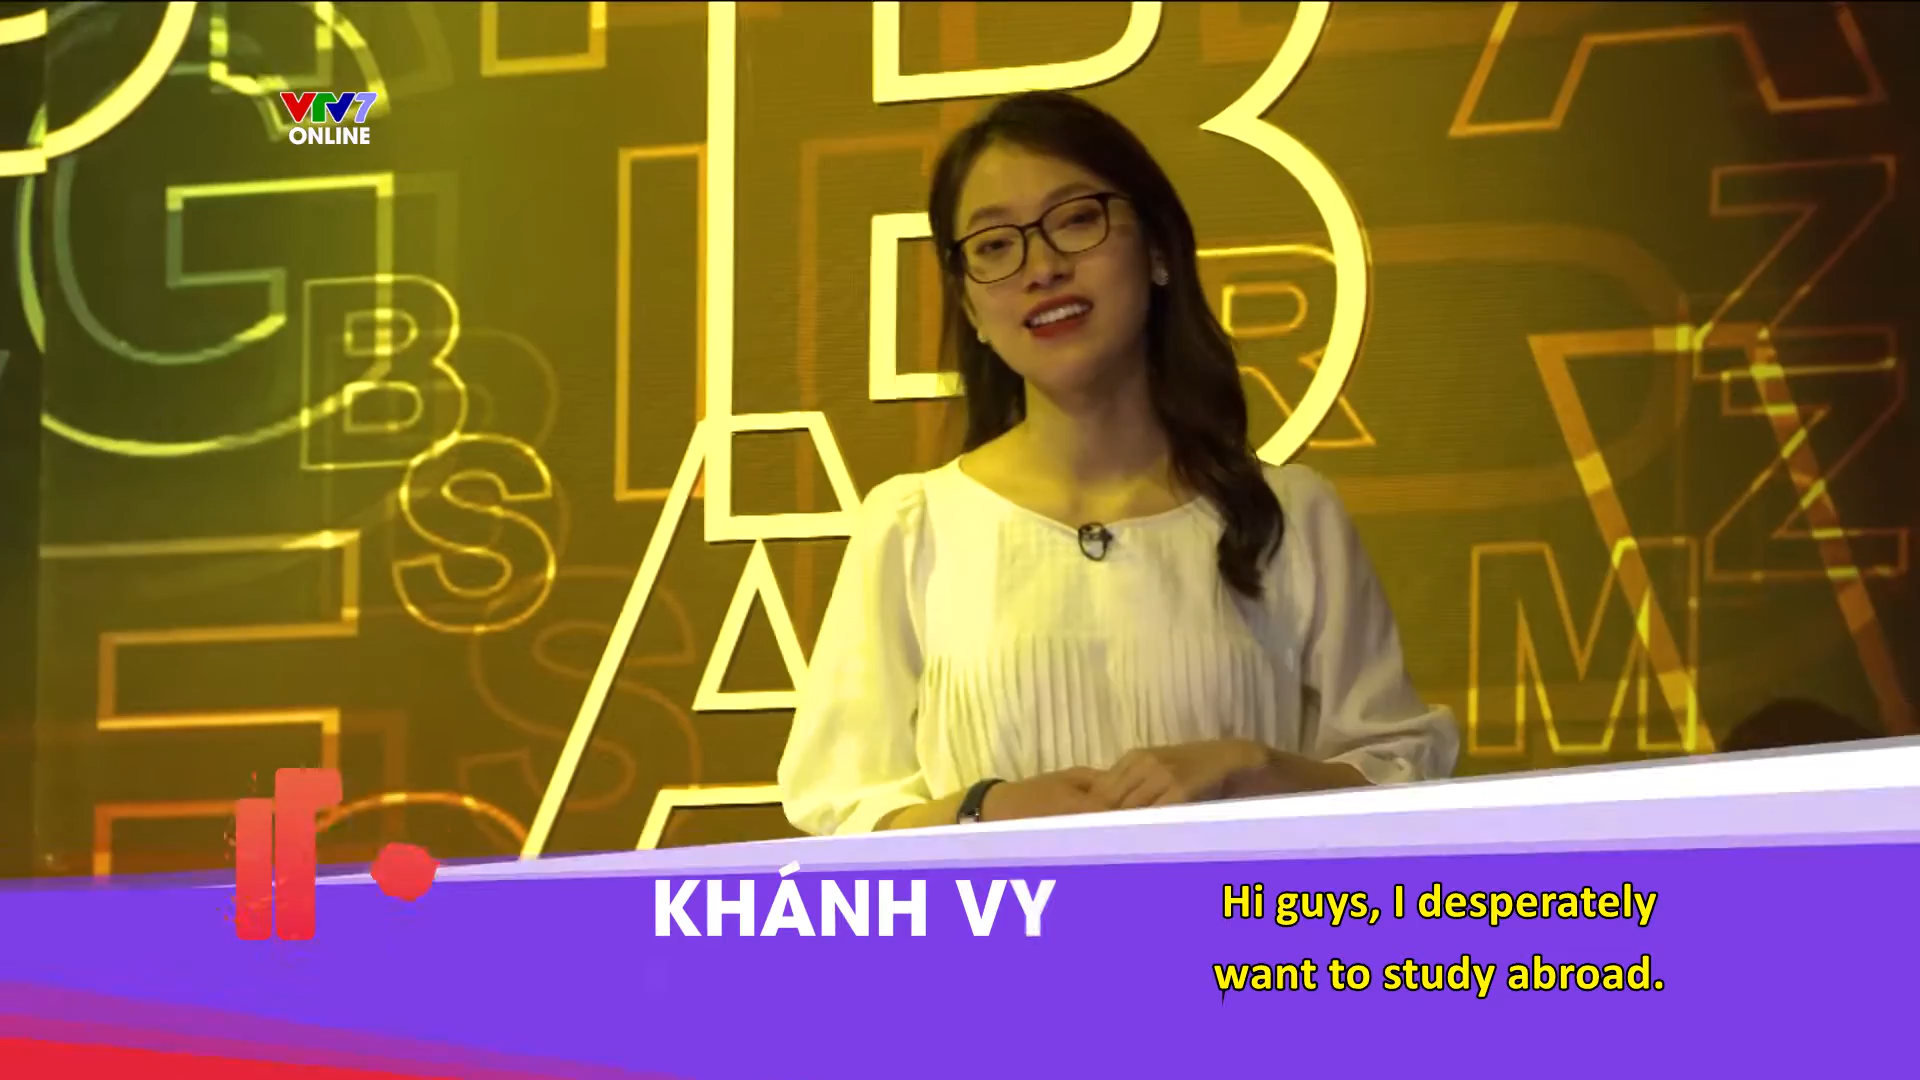 VTV7
ONLINE
KHÁNH VY
Hi guys, I desperately
want to study abroad.